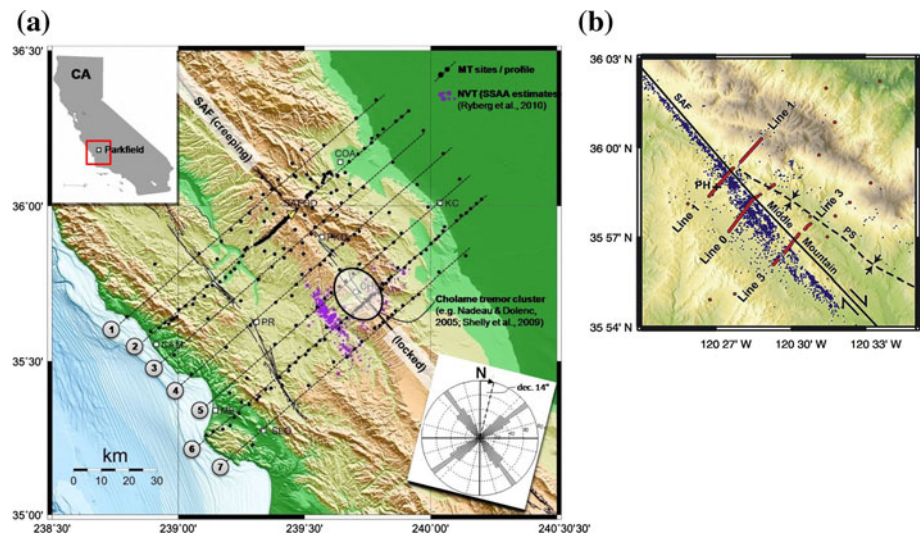 (a)
36°30'
36°00'
35°30'
35°00'
238°30'
239°00'
239°30'
240°00'
240°30'
CA
Parkfield
SAF (creeping)
MT sites / profile
NVT (SSAA estimates
(Ryberg et al., 2010)
COA
KC
PR
Cholame tremor cluster
(e.g. Nadeau & Dolenc,
2005; Shelly et al., 2009)
(locked)
1
2
3
4
5
6
7
CAM
SLO
km
0 10 20 30
N
dec. 14°
(b)
36 03 N
36 00' N
35 57' N
35 54' N
120 27' W
120 30' W
120 33' W
SAF
Line 1
PH
Line 1
Line 0
Line 3
Middle
Mountain
Line 3
PS